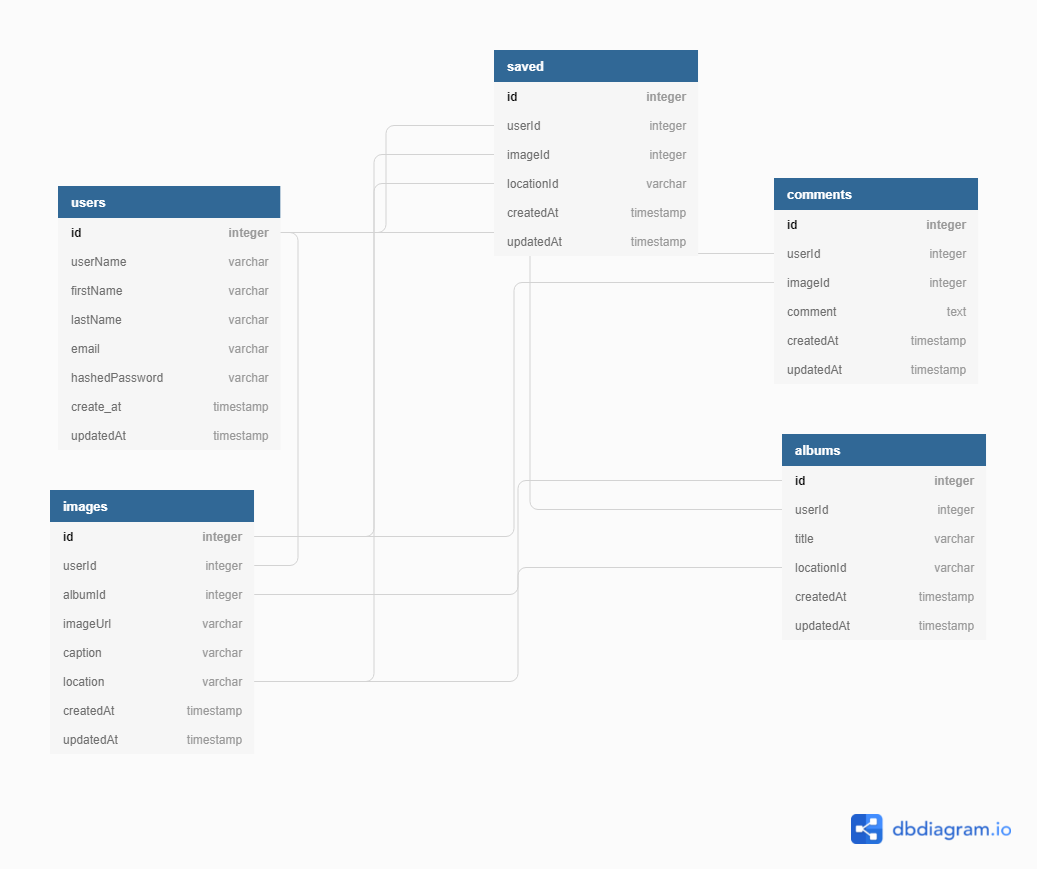 saved
id integer
userId integer
imageId integer
locationId varchar
createdAt timestamp
updatedAt timestamp
users
id integer
userName varchar
firstName varchar
lastName varchar
email varchar
hashedPassword varchar
create_at timestamp
updatedAt timestamp
comments
id integer
userId integer
imageId integer
comment text
createdAt timestamp
updatedAt timestamp
images
id integer
userId integer
albumId integer
imageUrl varchar
caption varchar
location varchar
createdAt timestamp
updatedAt timestamp
albums
id integer
userId integer
title varchar
locationId varchar
createdAt timestamp
updatedAt timestamp
dbdiagram.io